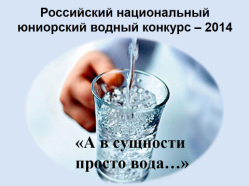 Российский национальный
юниорский водный конкурс – 2014
«А в сущности
просто вода…»